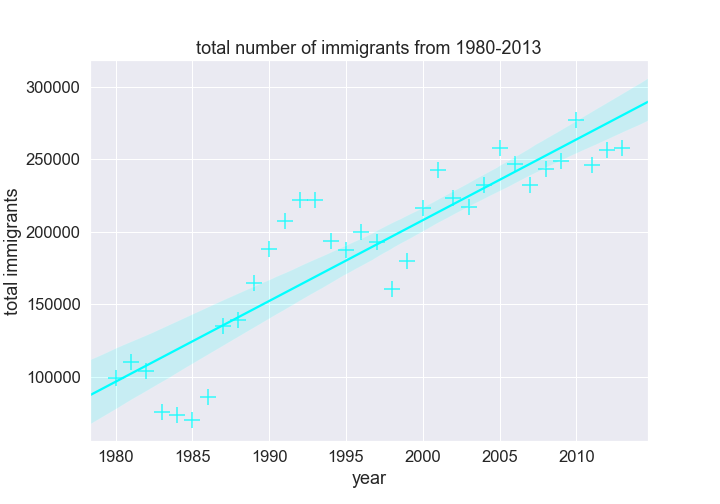 total number of immigrants from 1980-2013
300000
250000
200000
150000
100000
total immigrants
1980 1985 1990 1995 2000 2005 2010
year